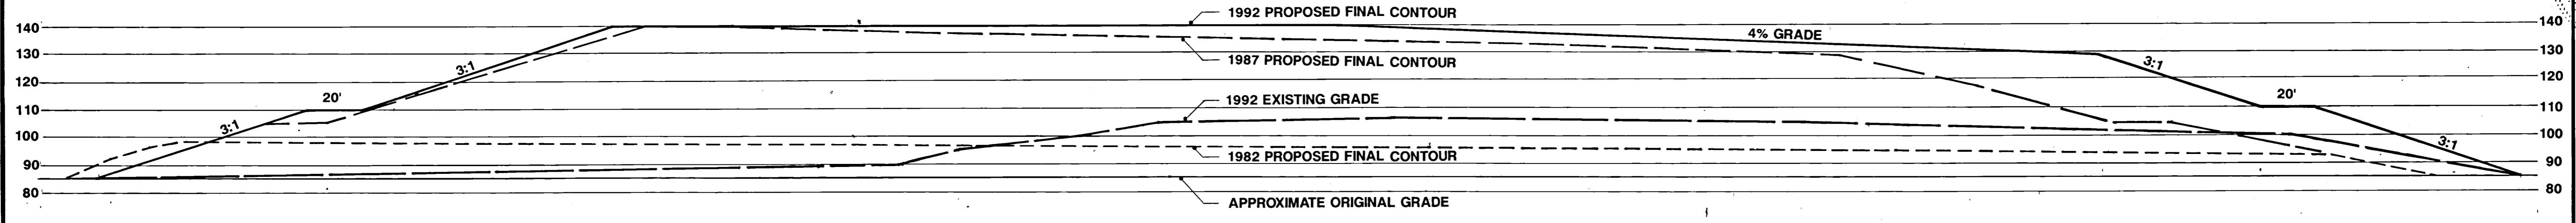 1992 PROPOSED FINAL CONTOUR
140 140
4% GRADE
130 130
3:1 1987 PROPOSED FINAL CONTOUR 3:1
120 120
20' 1992 EXISTING GRADE 20'
110 110
3:1
100 100
3:1
90 1982 PROPOSED FINAL CONTOUR 90
80 80
APPROXIMATE ORIGINAL GRADE